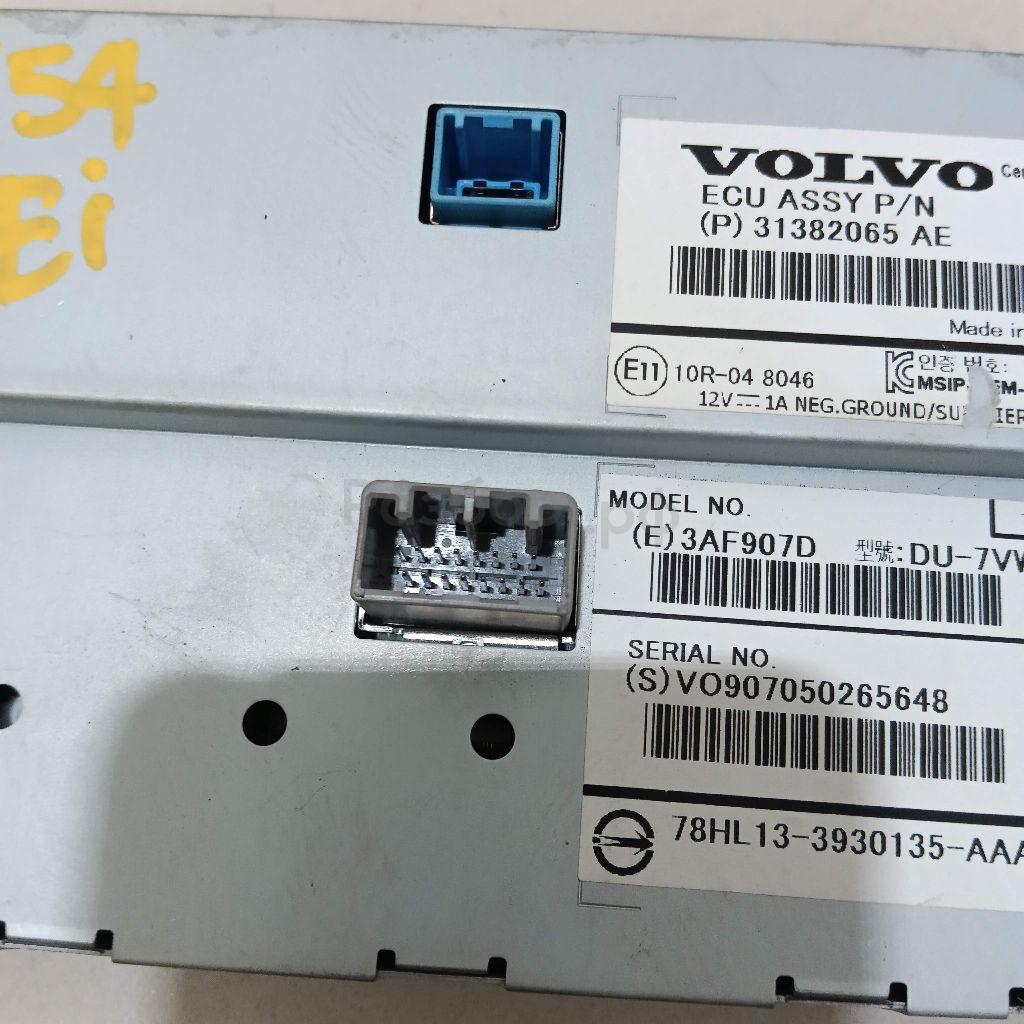 54
Ei
VOLVO
ECU ASSY P/N
(P) 31382065 AE
Made in
E11 10R-04 8046
인증 번호:
12V⎓1A NEG.GROUND/
MODEL NO.
(E)3AF907D 型號:DU-7VW
SERIAL NO.
(S)VO907050265648
78HL13-3930135-AAA